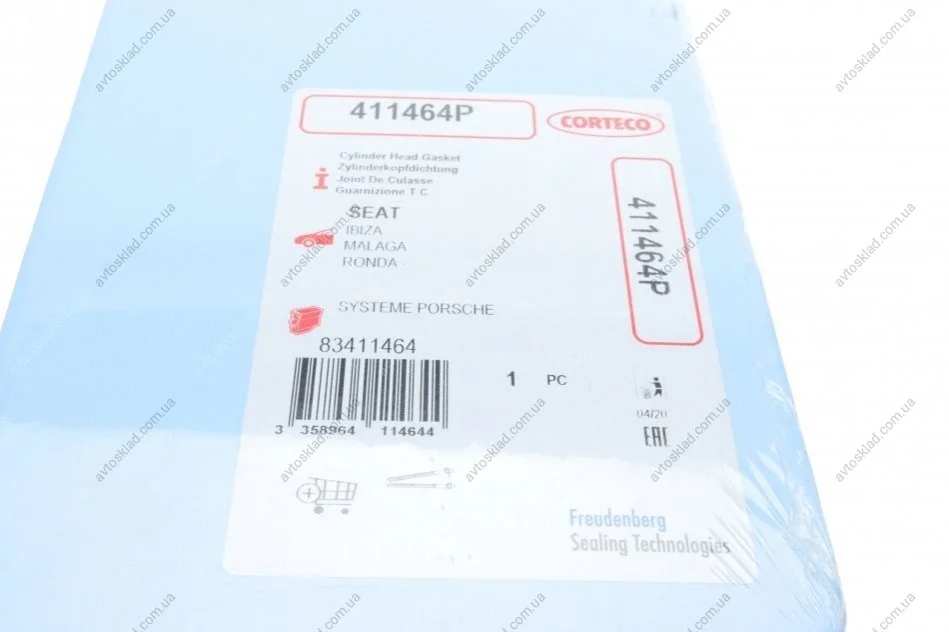 411464P
CORTECO
Cylinder Head Gasket
Zylinderkopfdichtung
Joint De Culasse
Guarnizione T C
SEAT
IBIZA
MALAGA
RONDA
411464P
SYSTEME PORSCHE
83411464
1 PC
3 358964 114644
04/20
EAC
Freudenberg
Sealing Technologies
avtosklad.com.ua